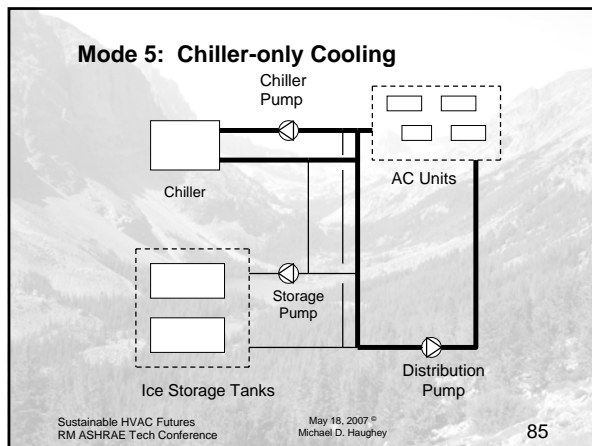 Mode 5: Chiller-only Cooling
Chiller
Pump
Chiller
AC Units
Storage
Pump
Ice Storage Tanks
Distribution
Pump
Sustainable HVAC Futures
RM ASHRAE Tech Conference
May 18, 2007 ©
Michael D. Haughey
85